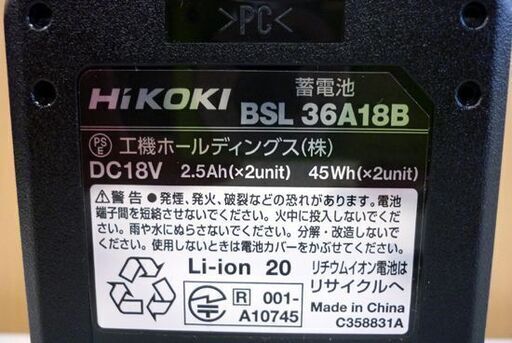 >PC<
HiKOKI
蓄電池
BSL 36A18B
PS E 工機ホールディングス(株)
DC18V 2.5Ah(×2unit) 45Wh(×2unit)
警告 ●発煙、発火、破裂などの恐れがあります。電池
端子間を短絡させないでください。火中に投入しないでくだ
さい。雨や水にぬらさないでください。分解・改造しないで
ください。使用しないときは電池カバーをかぶせてください。
Li-ion 20
リチウムイオン電池は
リサイクルへ
R 001-
A10745
Made in China
C358831A